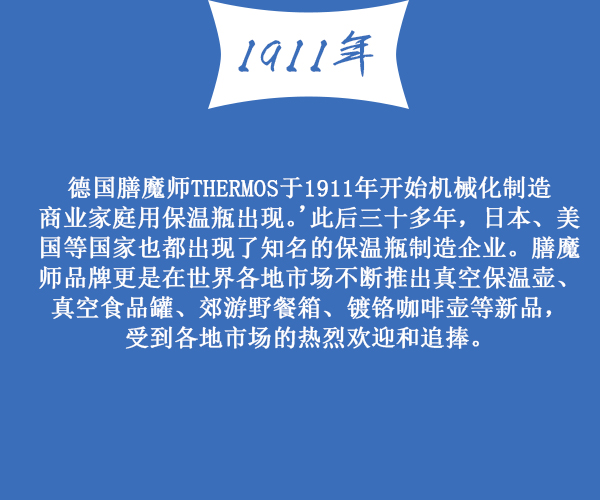 1911年
德国膳魔师THERMOS于1911年开始机械化制造
商业家庭用保温瓶出现。’此后三十多年，日本、美
国等国家也都出现了知名的保温瓶制造企业。膳魔
师品牌更是在世界各地市场不断推出真空保温壶、
真空食品罐、郊游野餐箱、镀铬咖啡壶等新品，
受到各地市场的热烈欢迎和追捧。